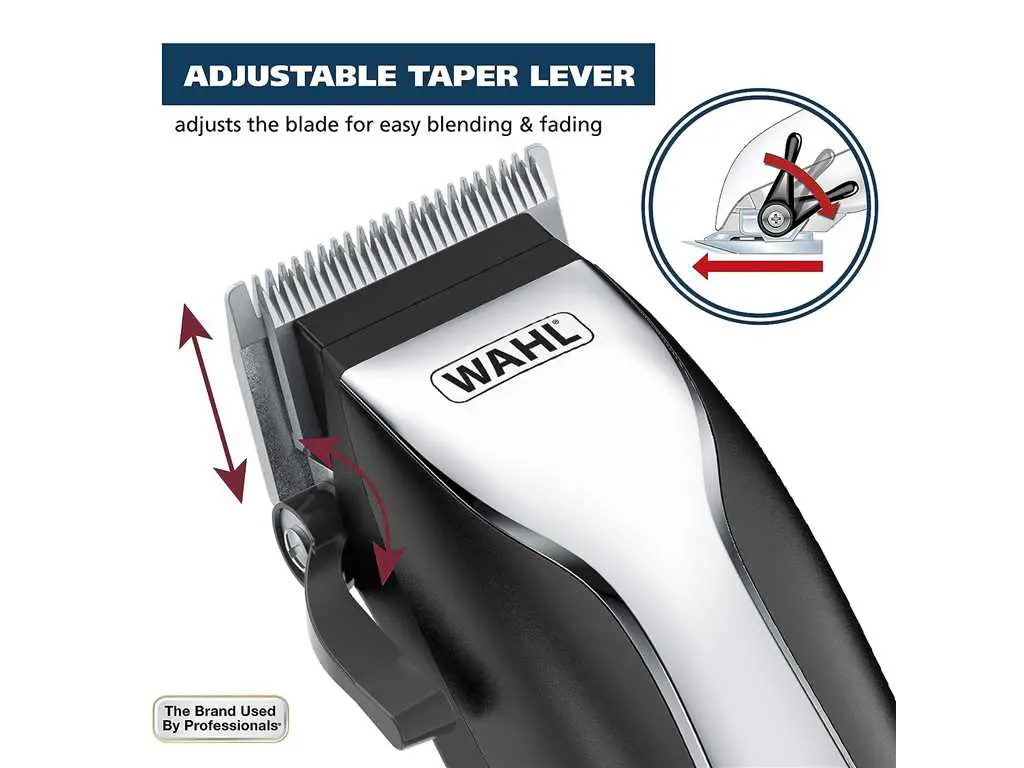 ADJUSTABLE TAPER LEVER
adjusts the blade for easy blending & fading
WAHL®
The Brand Used
By Professionals®